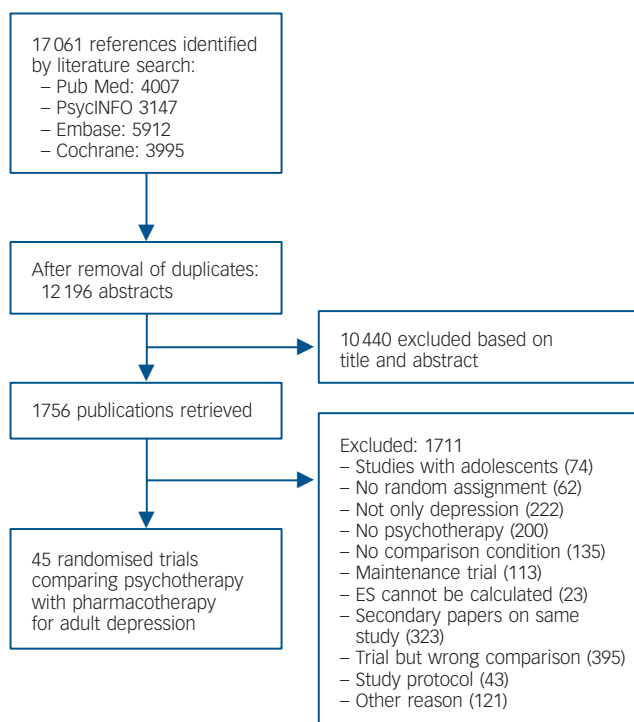 17 061 references identified
by literature search:
– Pub Med: 4007
– PsycINFO 3147
– Embase: 5912
– Cochrane: 3995
After removal of duplicates:
12 196 abstracts
10 440 excluded based on
title and abstract
1756 publications retrieved
Excluded: 1711
– Studies with adolescents (74)
– No random assignment (62)
– Not only depression (222)
– No psychotherapy (200)
– No comparison condition (135)
– Maintenance trial (113)
– ES cannot be calculated (23)
– Secondary papers on same
study (323)
– Trial but wrong comparison (395)
– Study protocol (43)
– Other reason (121)
45 randomised trials
comparing psychotherapy
with pharmacotherapy
for adult depression